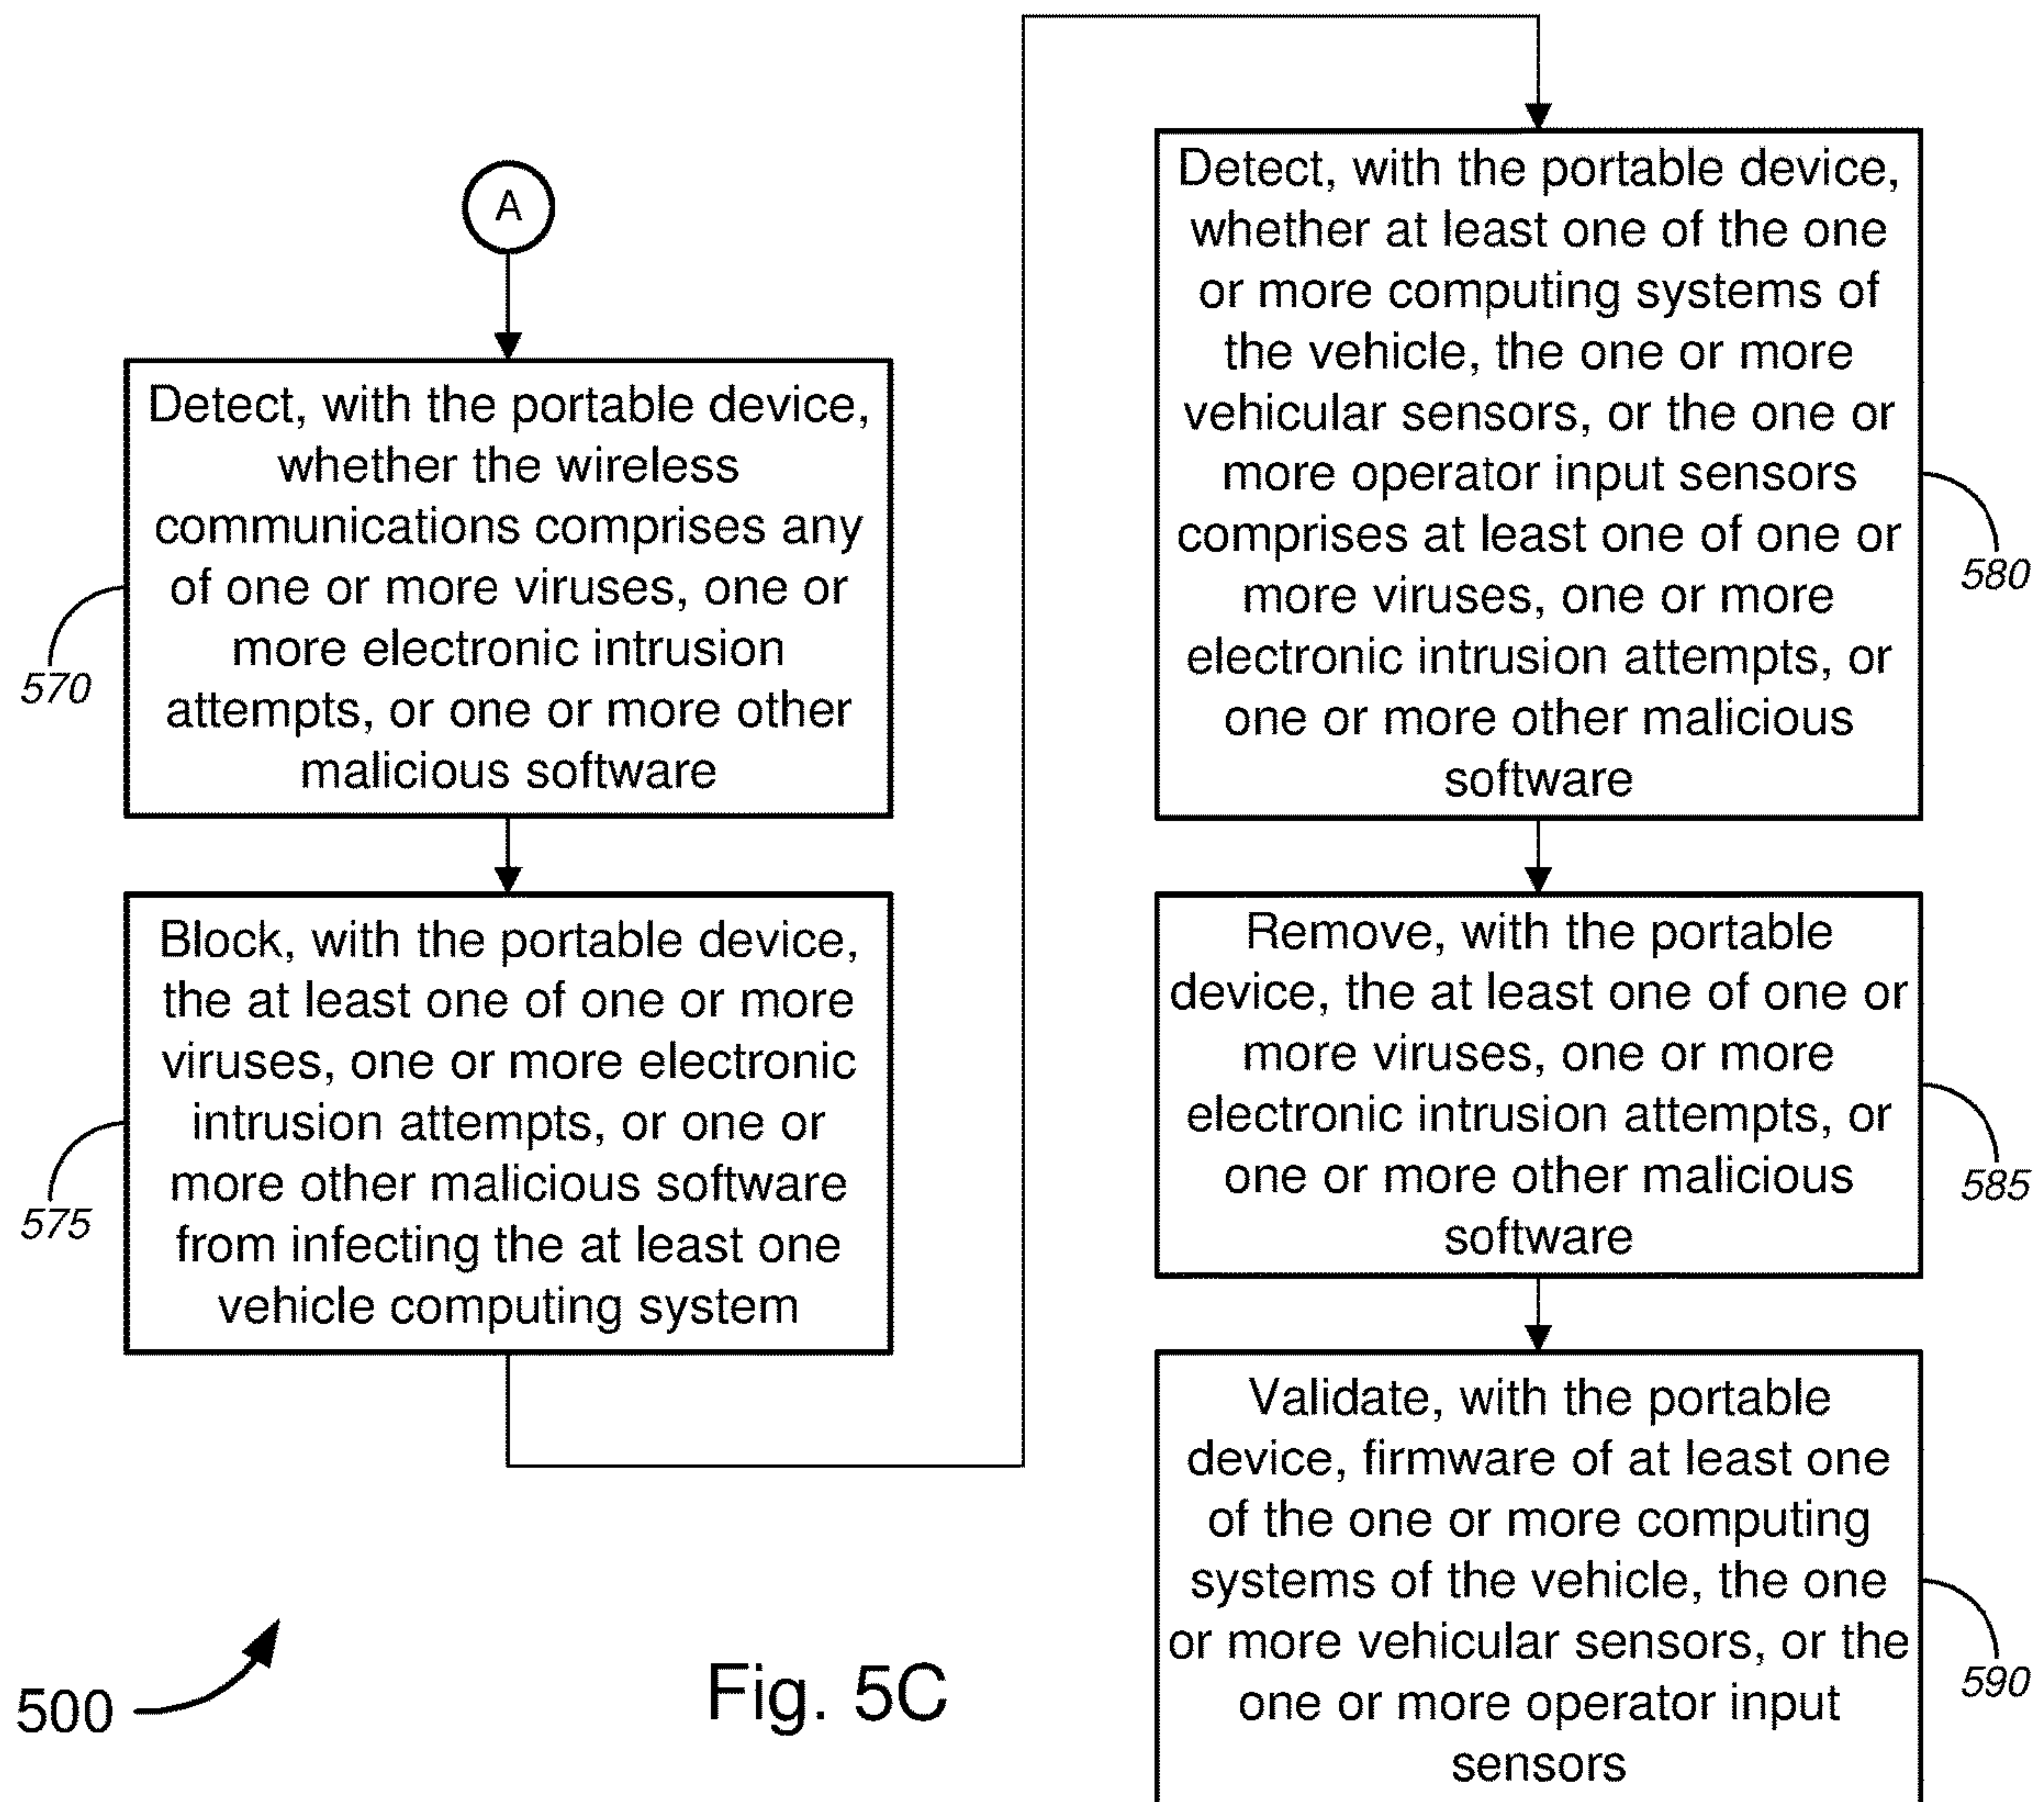 A
Detect, with the portable device,
whether the wireless
communications comprises any
of one or more viruses, one or
more electronic intrusion
attempts, or one or more other
malicious software
570
Block, with the portable device,
the at least one of one or more
viruses, one or more electronic
intrusion attempts, or one or
more other malicious software
from infecting the at least one
vehicle computing system
575
Detect, with the portable device,
whether at least one of the one
or more computing systems of
the vehicle, the one or more
vehicular sensors, or the one or
more operator input sensors
comprises at least one of one or
more viruses, one or more
electronic intrusion attempts, or
one or more other malicious
software
580
Remove, with the portable
device, the at least one of one or
more viruses, one or more
electronic intrusion attempts, or
one or more other malicious
software
585
Validate, with the portable
device, firmware of at least one
of the one or more computing
systems of the vehicle, the one
or more vehicular sensors, or the
one or more operator input
sensors
590
500
Fig. 5C